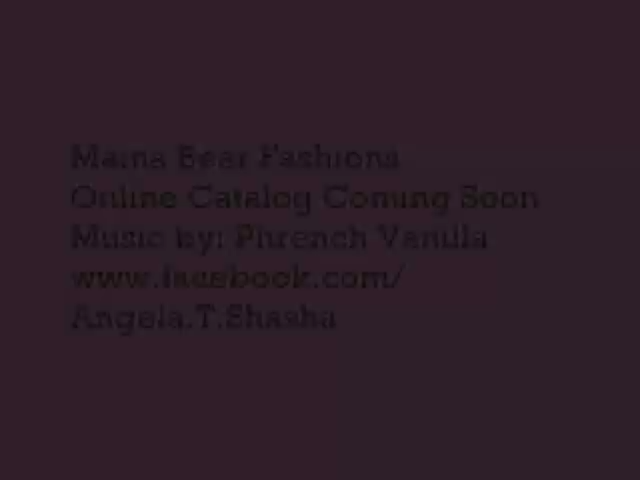 Mama Bear Fashions
Online Catalog Coming Soon
Music by: Phrench Vanilla
www.facebook.com/
Angela.T.Shasha